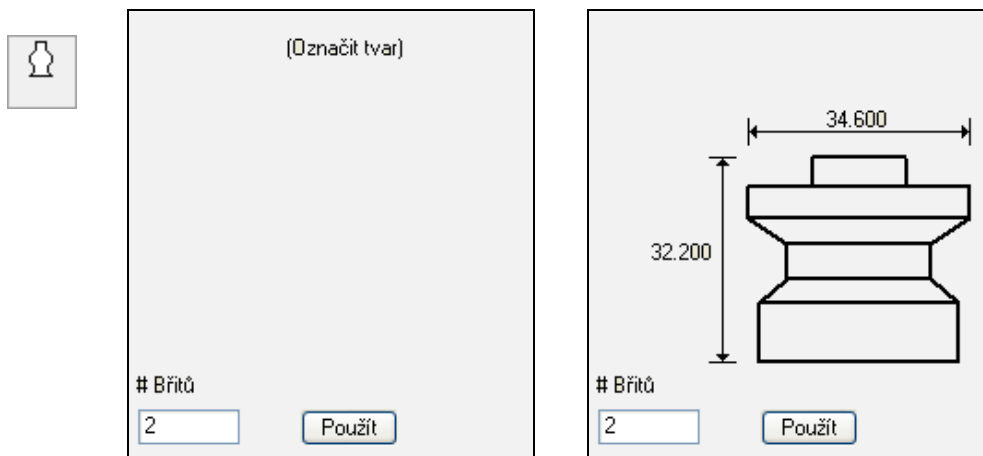 (Označit tvar)
# Břitů
2
Použít
34.600
32.200
# Břitů
2
Použít